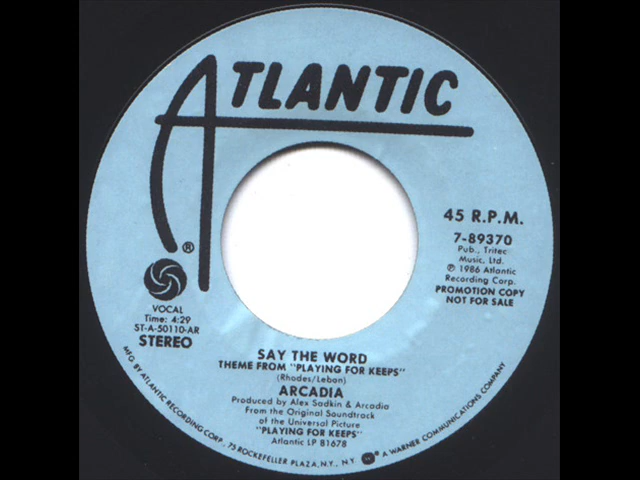 ATLANTIC
®
45 R.P.M.
7-89370
Pub., Tritec
Music, Ltd.
℗ 1986 Atlantic
Recording Corp.
PROMOTION COPY
NOT FOR SALE
VOCAL
Time: 4:29
ST-A-50110-AR
STEREO
SAY THE WORD
THEME FROM "PLAYING FOR KEEPS"
(Rhodes/Lebon)
ARCADIA
Produced by Alex Sadkin & Arcadia
From the Original Soundtrack
of the Universal Picture
"PLAYING FOR KEEPS"
Atlantic LP 81678
MFG. BY ATLANTIC RECORDING CORP., 75 ROCKEFELLER PLAZA, N.Y., N.Y. A WARNER COMMUNICATIONS COMPANY